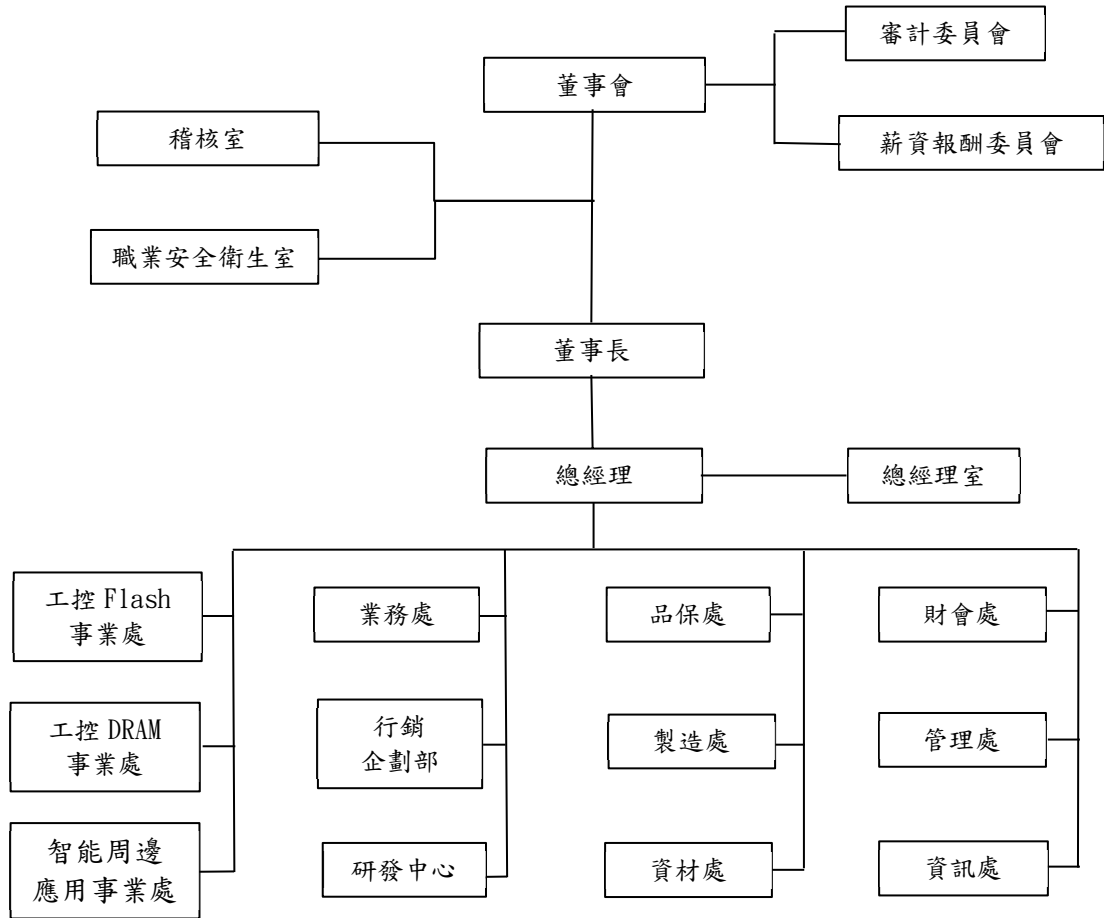 審計委員會
董事會
稽核室
薪資報酬委員會
職業安全衛生室
董事長
總經理
總經理室
工控 Flash
事業處
業務處
品保處
財會處
工控 DRAM
事業處
行銷
企劃部
製造處
管理處
智能周邊
應用事業處
研發中心
資材處
資訊處